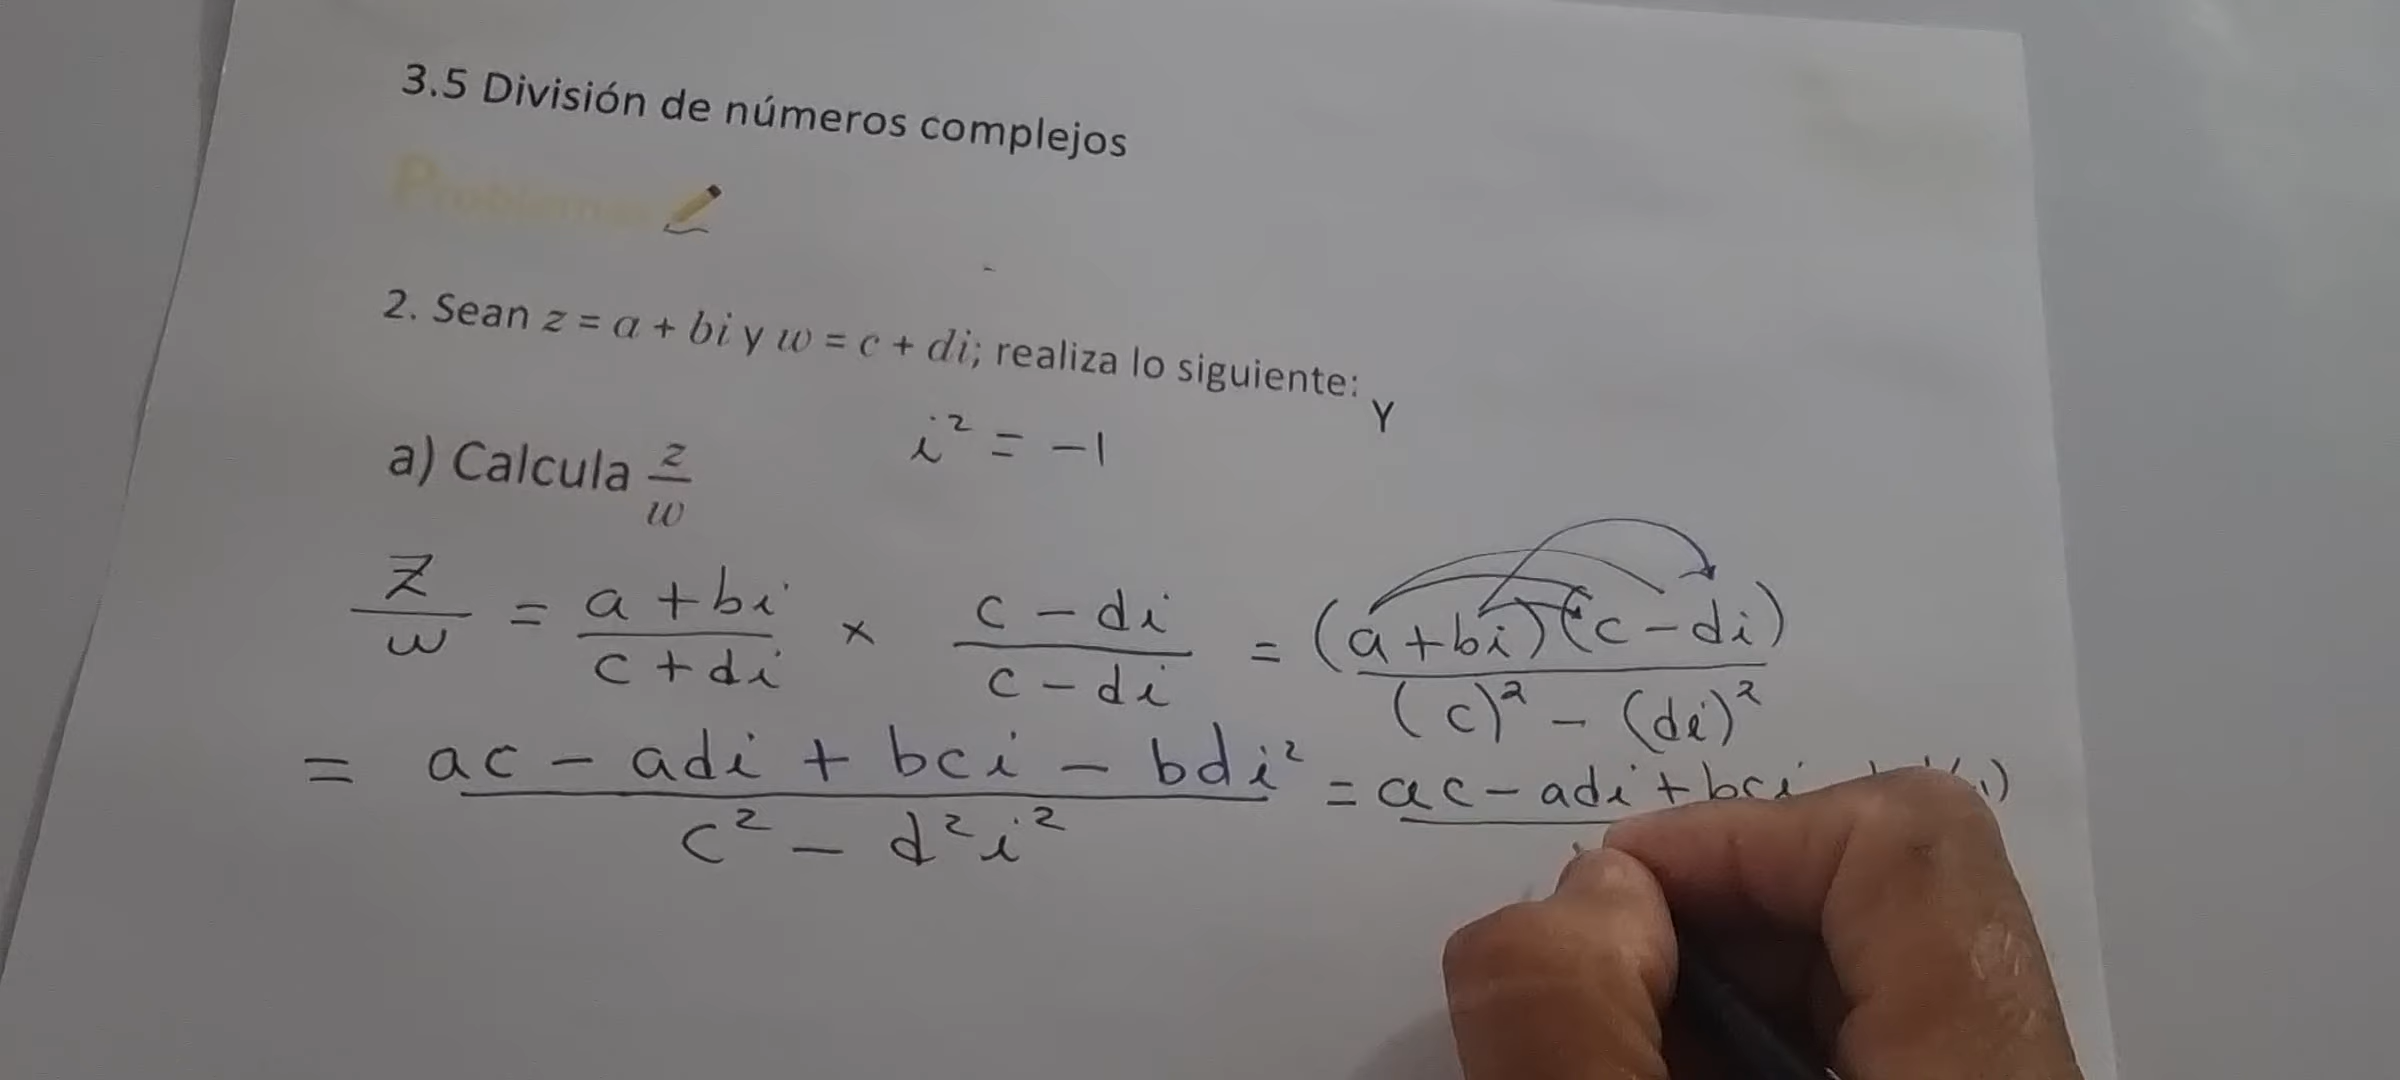 3.5 División de números complejos
Problemas
2. Sean z = a + bi y w = c + di; realiza lo siguiente: Y
a) Calcula z/w
i² = -1
z/w = (a + bi)/(c + di) × (c - di)/(c - di) = (a + bi)(c - di)/((c)² - (di)²)
= (ac - adi + bci - bdi²)/(c² - d²i²) = ac - adi + bci